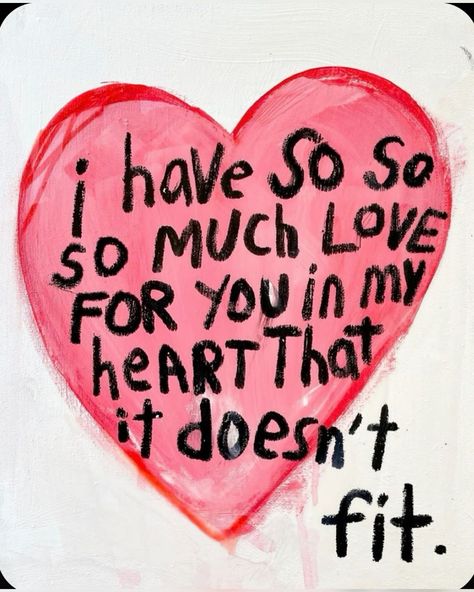 i have SO SO
SO MUCh LOVE
FOR YOU in my
heART That
it doesn't
fit.